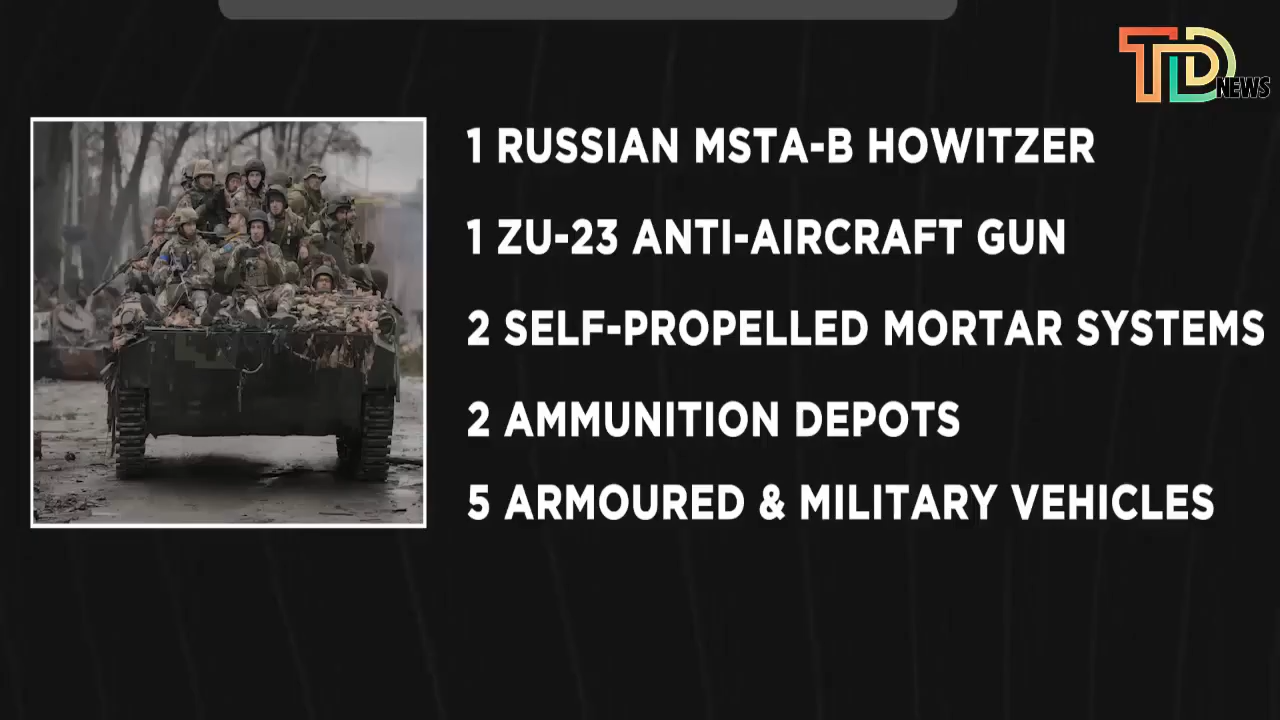 TD NEWS
1 RUSSIAN MSTA-B HOWITZER
1 ZU-23 ANTI-AIRCRAFT GUN
2 SELF-PROPELLED MORTAR SYSTEMS
2 AMMUNITION DEPOTS
5 ARMOURED & MILITARY VEHICLES